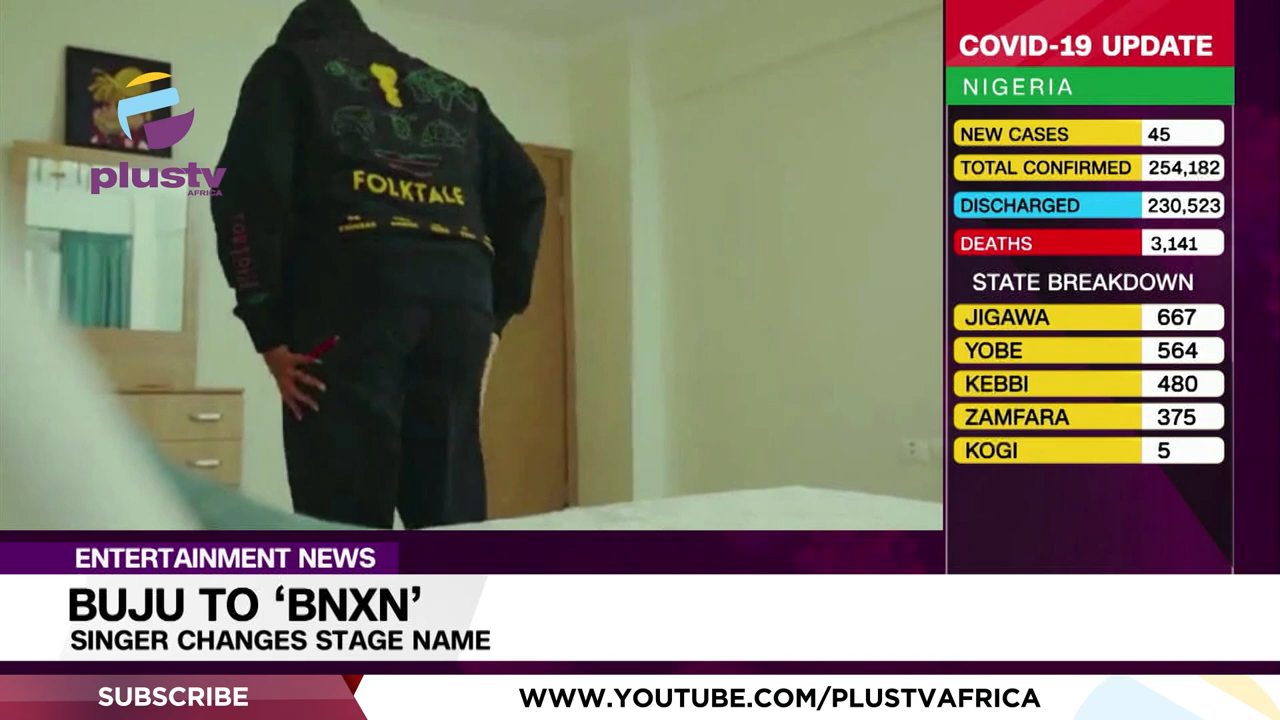 plustv
AFRICA
FOLKTALE
COVID-19 UPDATE
NIGERIA
NEW CASES 45
TOTAL CONFIRMED 254,182
DISCHARGED 230,523
DEATHS 3,141
STATE BREAKDOWN
JIGAWA 667
YOBE 564
KEBBI 480
ZAMFARA 375
KOGI 5
ENTERTAINMENT NEWS
BUJU TO ‘BNXN’
SINGER CHANGES STAGE NAME
SUBSCRIBE
WWW.YOUTUBE.COM/PLUSTVAFRICA